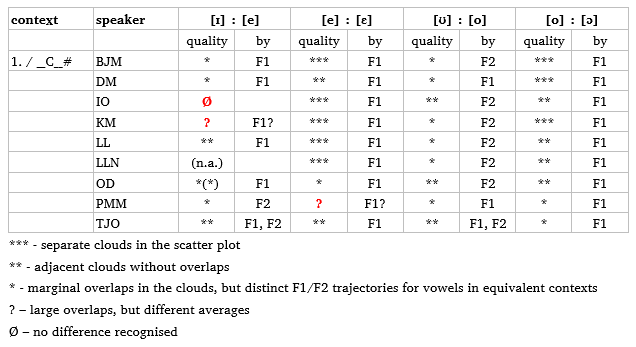 context speaker [ɪ] : [e] [e] : [ɛ] [ʊ] : [o] [o] : [ɔ]
quality by quality by quality by quality by
1. / _C_# BJM * F1 *** F1 * F2 *** F1
DM * F1 ** F1 * F2 *** F1
IO Ø *** F1 ** F2 ** F1
KM ? F1? *** F1 * F2 *** F1
LL ** F1 *** F1 * F2 ** F1
LLN (n.a.) *** F1 * F2 ** F1
OD *(*) F1 * F1 ** F2 ** F1
PMM * F2 ? F1? * F1 * F1
TJO ** F1, F2 ** F1 ** F1, F2 * F1
*** - separate clouds in the scatter plot
** - adjacent clouds without overlaps
* - marginal overlaps in the clouds, but distinct F1/F2 trajectories for vowels in equivalent contexts
? – large overlaps, but different averages
Ø – no difference recognised